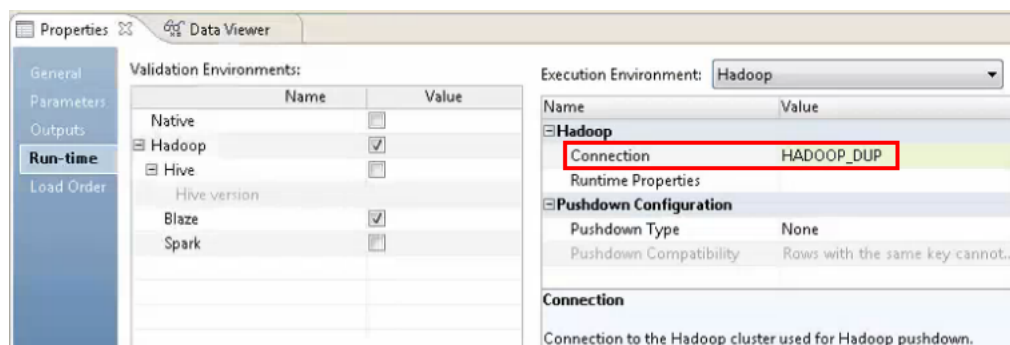 Properties Data Viewer
General
Parameters
Outputs
Run-time
Load Order
Validation Environments:
Name Value
Native
Hadoop
Hive
Hive version
Blaze
Spark
Execution Environment: Hadoop
Name Value
Hadoop
Connection HADOOP_DUP
Runtime Properties
Pushdown Configuration
Pushdown Type None
Pushdown Compatibility Rows with the same key cannot...
Connection
Connection to the Hadoop cluster used for Hadoop pushdown.